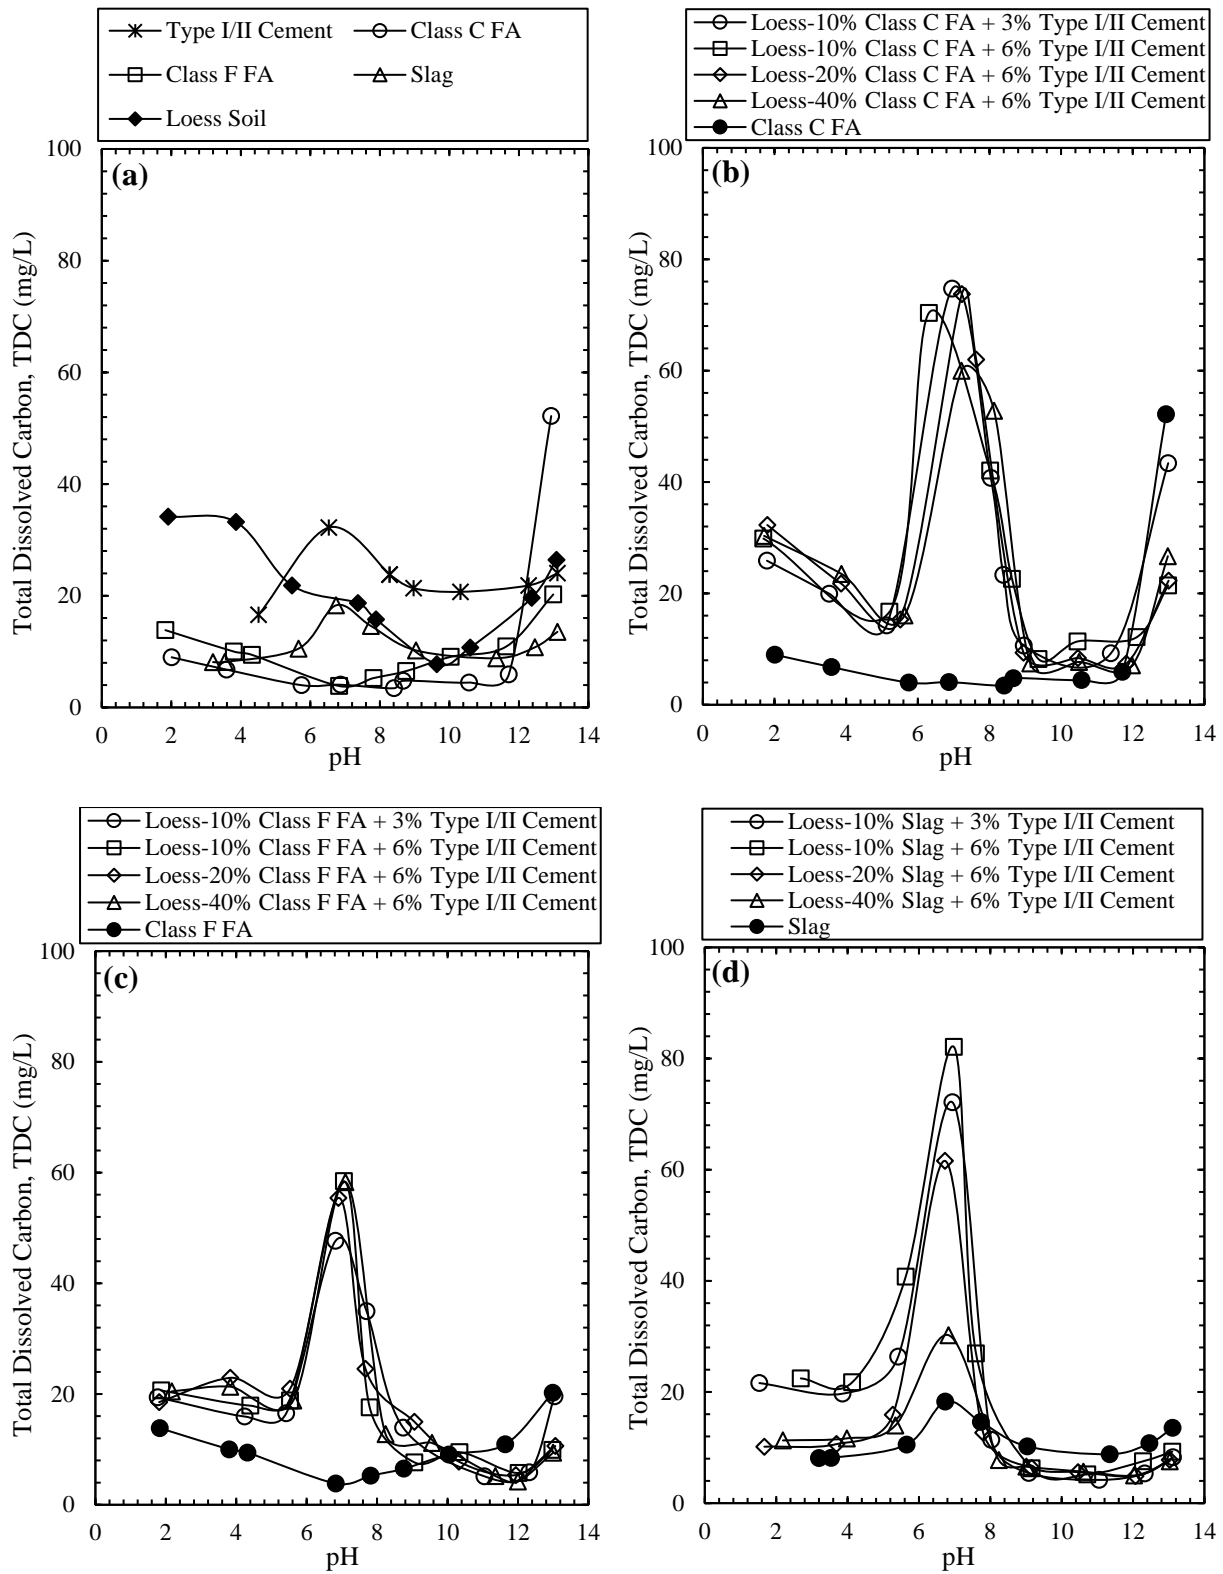 Type I/II Cement Class C FA
Class F FA Slag
Loess Soil
(a)
100
80
60
40
20
0
0 2 4 6 8 10 12 14
pH
Total Dissolved Carbon, TDC (mg/L)
Loess-10% Class C FA + 3% Type I/II Cement
Loess-10% Class C FA + 6% Type I/II Cement
Loess-20% Class C FA + 6% Type I/II Cement
Loess-40% Class C FA + 6% Type I/II Cement
Class C FA
(b)
100
80
60
40
20
0
0 2 4 6 8 10 12 14
pH
Total Dissolved Carbon, TDC (mg/L)
Loess-10% Class F FA + 3% Type I/II Cement
Loess-10% Class F FA + 6% Type I/II Cement
Loess-20% Class F FA + 6% Type I/II Cement
Loess-40% Class F FA + 6% Type I/II Cement
Class F FA
(c)
100
80
60
40
20
0
0 2 4 6 8 10 12 14
pH
Total Dissolved Carbon, TDC (mg/L)
Loess-10% Slag + 3% Type I/II Cement
Loess-10% Slag + 6% Type I/II Cement
Loess-20% Slag + 6% Type I/II Cement
Loess-40% Slag + 6% Type I/II Cement
Slag
(d)
100
80
60
40
20
0
0 2 4 6 8 10 12 14
pH
Total Dissolved Carbon, TDC (mg/L)